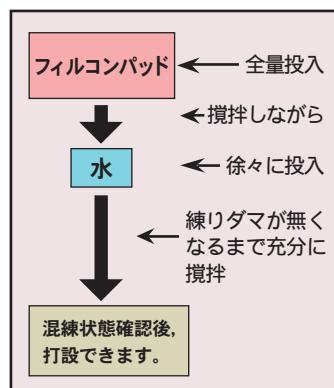 フィルコンパッド
全量投入
撹拌しながら
水
徐々に投入
練りダマが無く
なるまで充分に
撹拌
混練状態確認後,
打設できます。